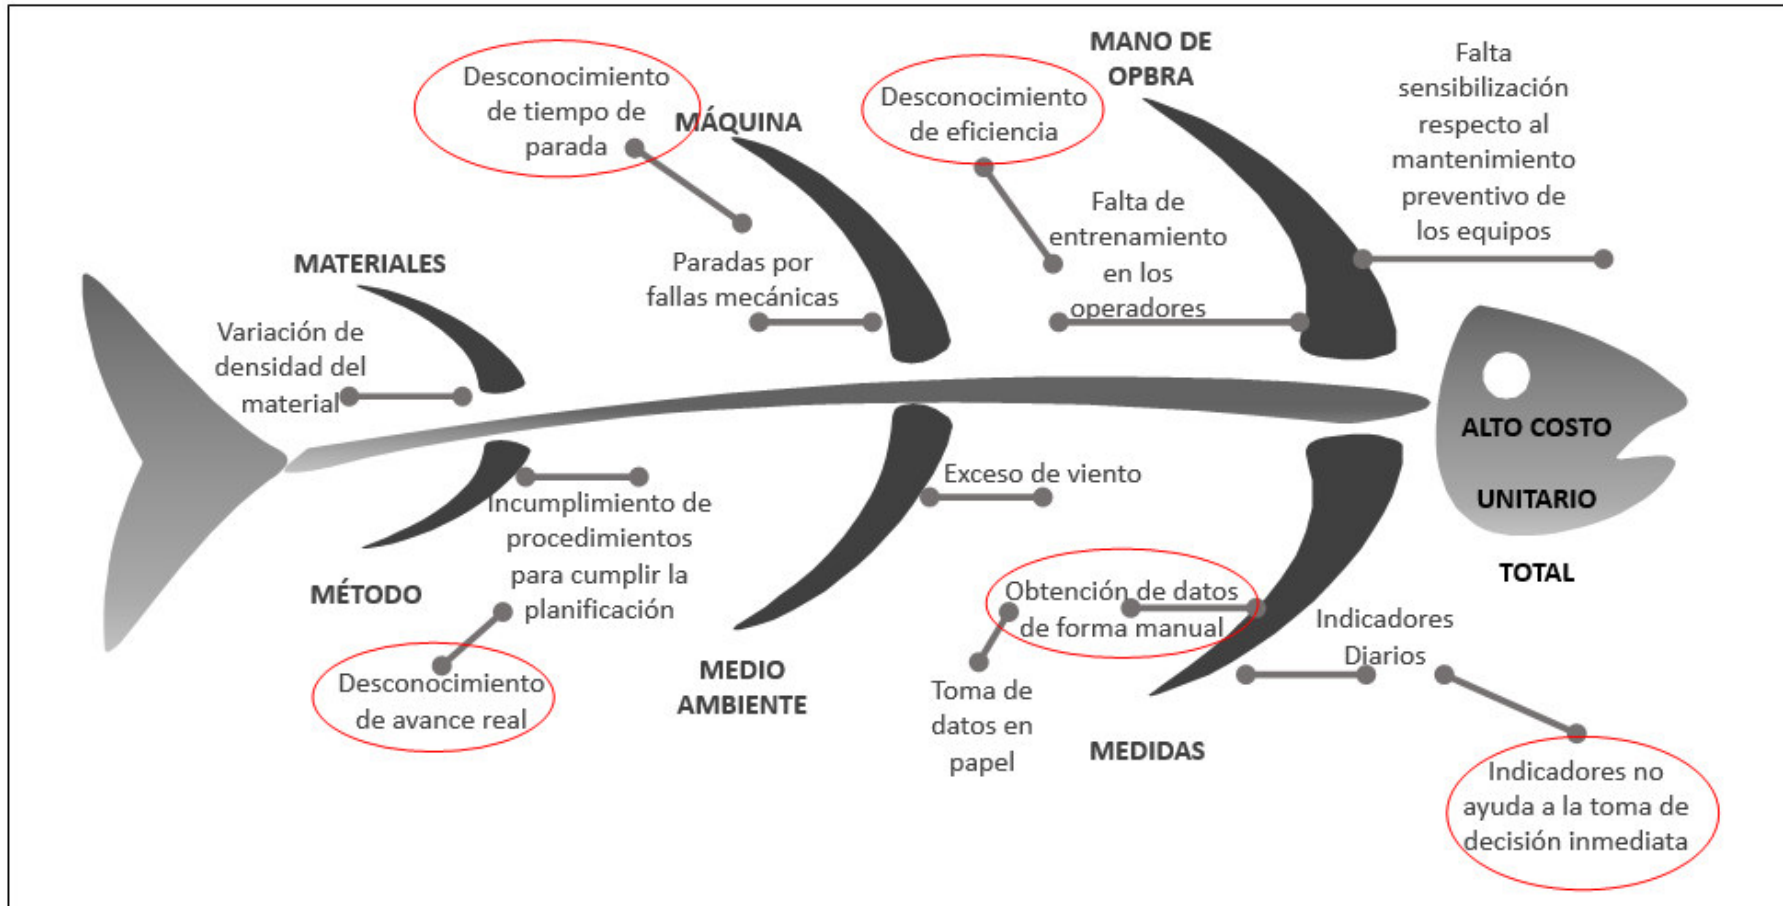 Desconocimiento
de tiempo de
parada
MÁQUINA
Desconocimiento
de eficiencia
MANO DE
OPBRA
Falta
sensibilización
respecto al
mantenimiento
preventivo de
los equipos
MATERIALES
Variación de
densidad del
material
Paradas por
fallas mecánicas
Falta de
entrenamiento
en los
operadores
ALTO COSTO
UNITARIO
TOTAL
MÉTODO
Incumplimiento de
procedimientos
para cumplir la
planificación
Desconocimiento
de avance real
MEDIO
AMBIENTE
Exceso de viento
Obtención de datos
de forma manual
Toma de
datos en
papel
MEDIDAS
Indicadores
Diarios
Indicadores no
ayuda a la toma de
decisión inmediata